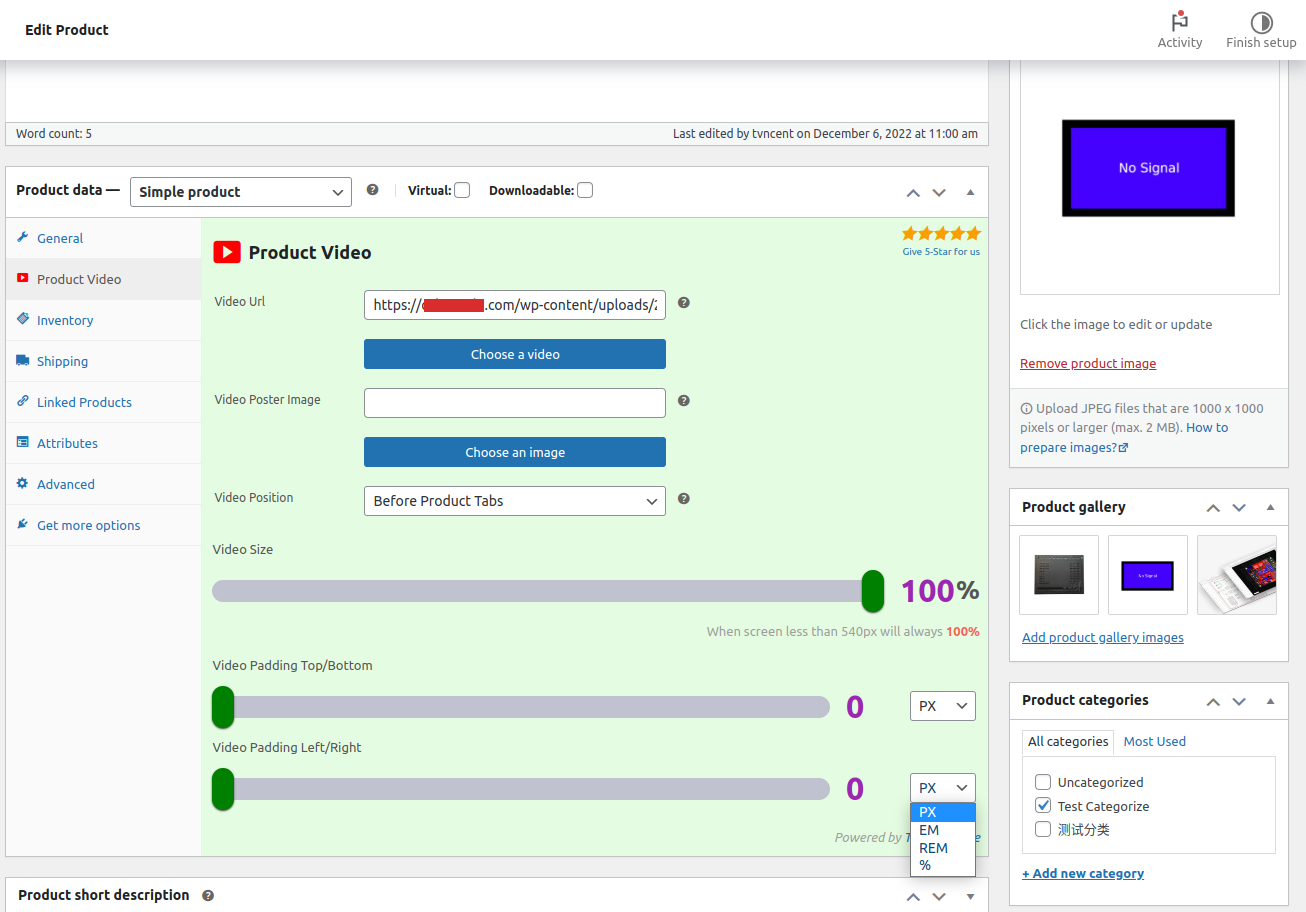 Edit Product
Activity
Finish setup
Word count: 5
Last edited by tvncent on December 6, 2022 at 11:00 am
Product data —
Simple product
Virtual:
Downloadable:
General
Product Video
Inventory
Shipping
Linked Products
Attributes
Advanced
Get more options
Product Video
Give 5-Star for us
Video Url
https://
.com/wp-content/uploads/
Choose a video
Video Poster Image
Choose an image
Video Position
Before Product Tabs
Video Size
100%
When screen less than 540px will always 100%
Video Padding Top/Bottom
0
PX
Video Padding Left/Right
0
PX
PX
EM
REM
%
Powered by
Product short description
No Signal
Click the image to edit or update
Remove product image
Upload JPEG files that are 1000 x 1000
pixels or larger (max. 2 MB). How to
prepare images?
Product gallery
No Signal
Add product gallery images
Product categories
All categories
Most Used
Uncategorized
Test Categorize
测试分类
+ Add new category